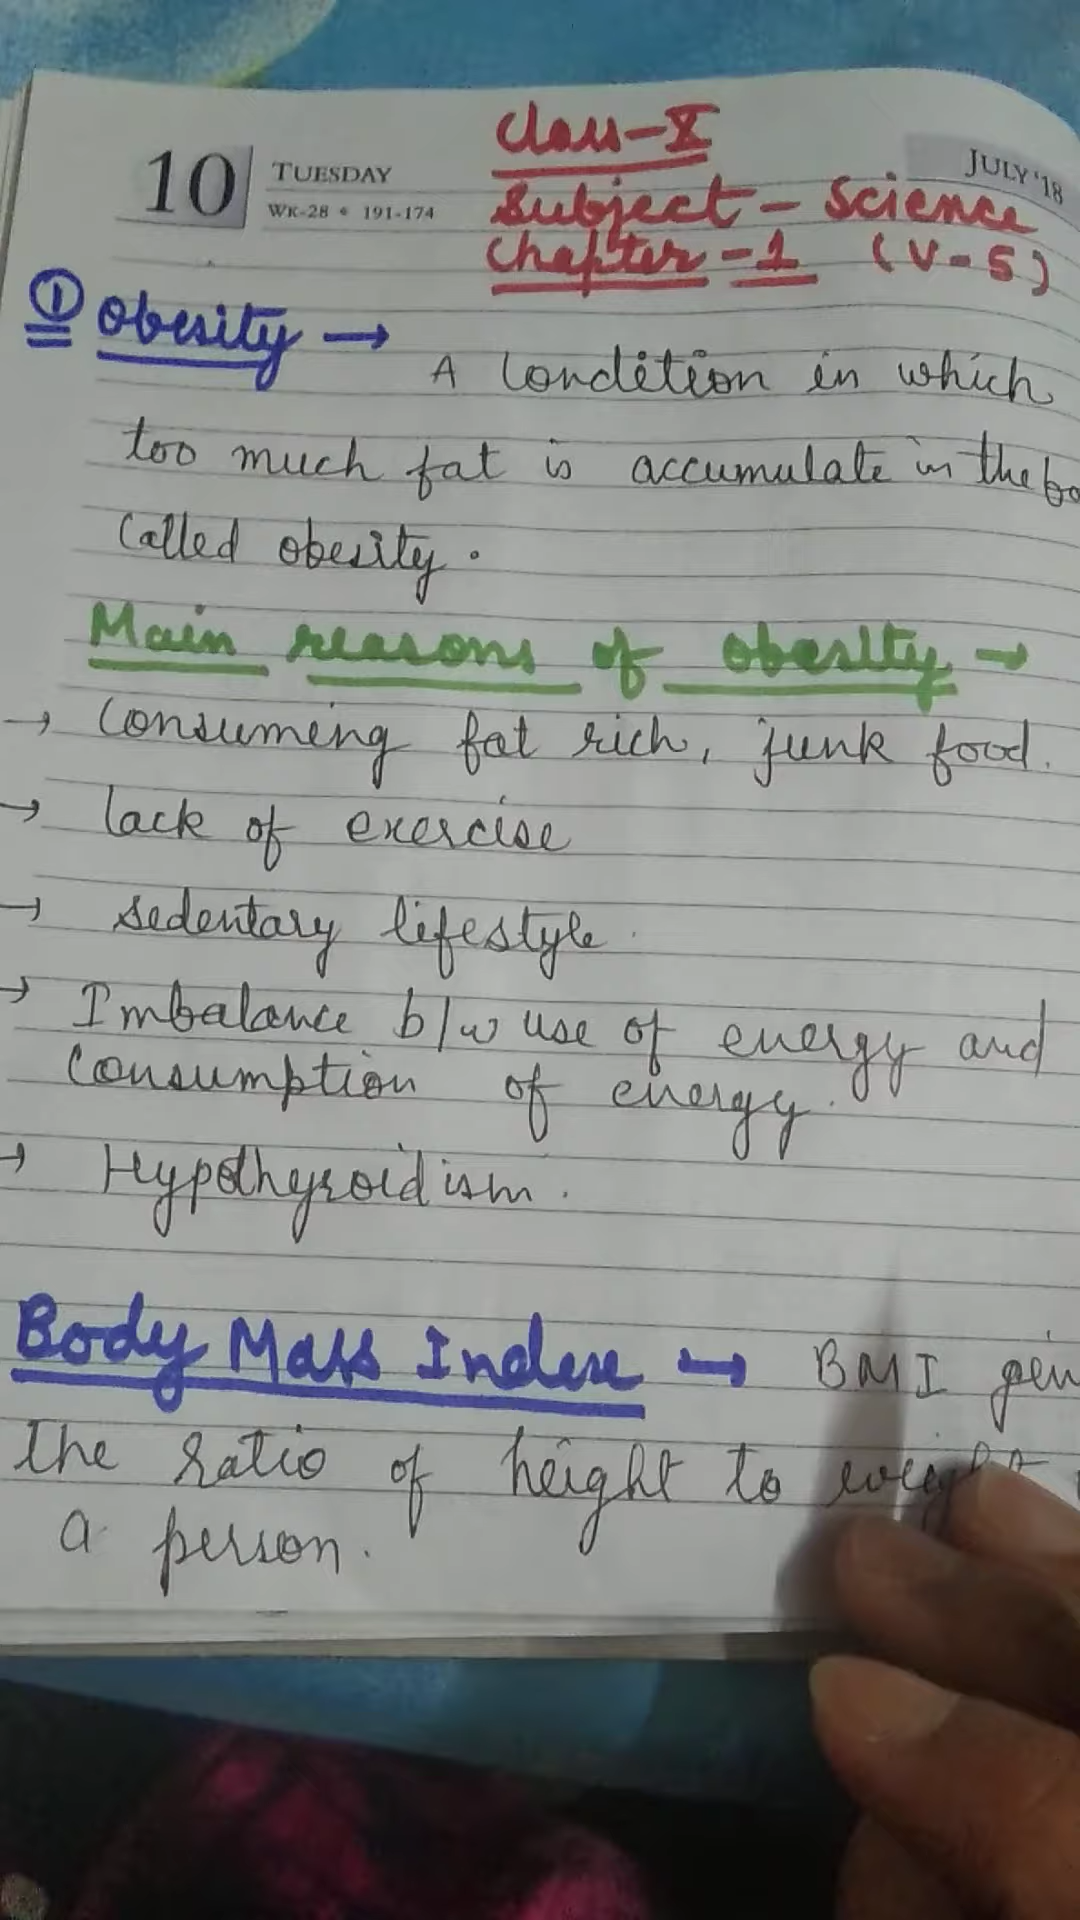 10 TUESDAY JULY '18
WK-28 • 191-174
Class-X
Subject - Science
Chapter-1 (V-5)
① Obesity →
A condition in which
too much fat is accumulate in the
called obesity.
Main reasons of obesity →
→ Consuming fat rich, junk food.
→ lack of exercise
→ Sedentary lifestyle.
→ Imbalance b/w use of energy and
consumption of energy.
→ Hypothyroidism.
Body Mass Index → BMI
the ratio of height to weight
a person.